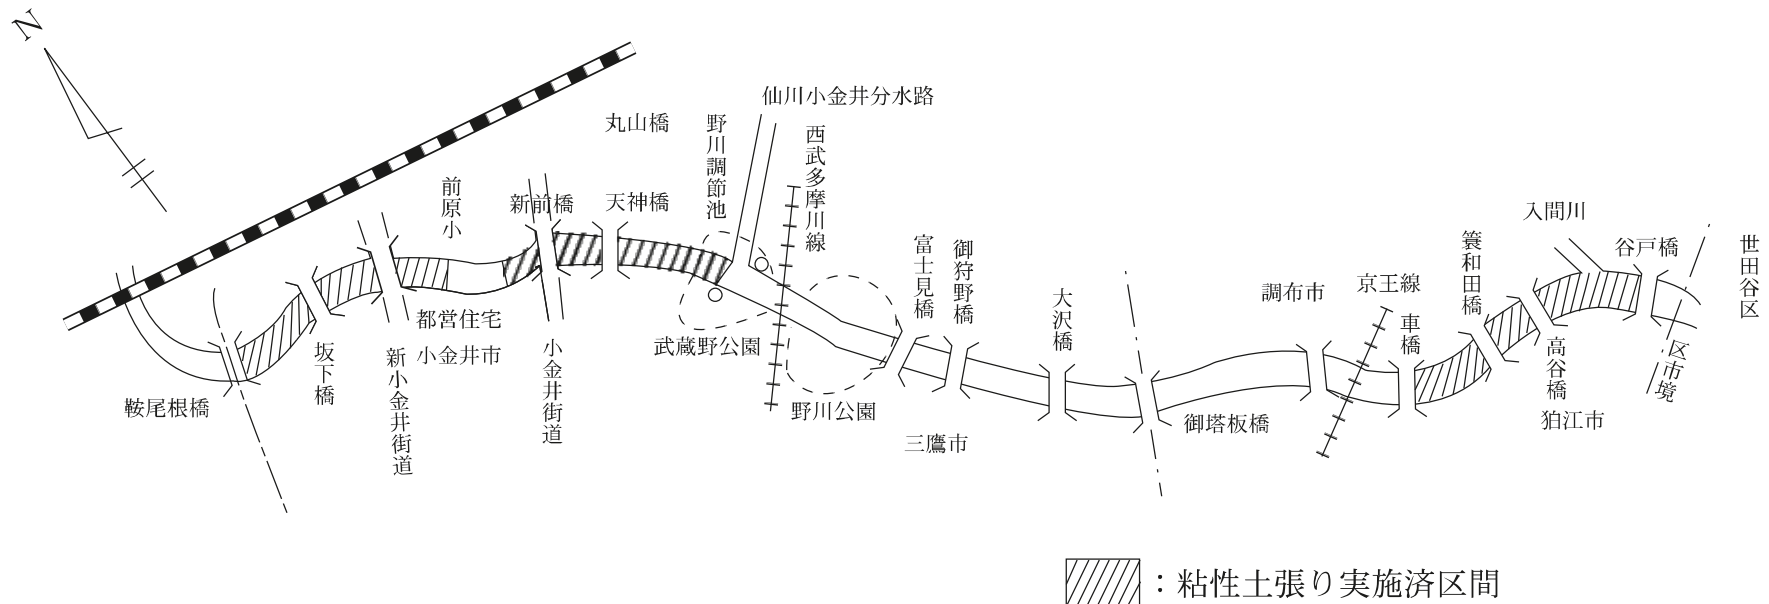 N
仙川小金井分水路
丸山橋
野川調節池
西武多摩川線
前原小
新前橋
天神橋
入間川
富士見橋
御狩野橋
蓑和田橋
谷戸橋
世田谷区
大沢橋
調布市
京王線
都営住宅
小金井市
坂下橋
新小金井街道
小金井街道
武蔵野公園
車橋
高谷橋
区市境
鞍尾根橋
野川公園
御塔坂橋
狛江市
三鷹市
：粘性土張り実施済区間